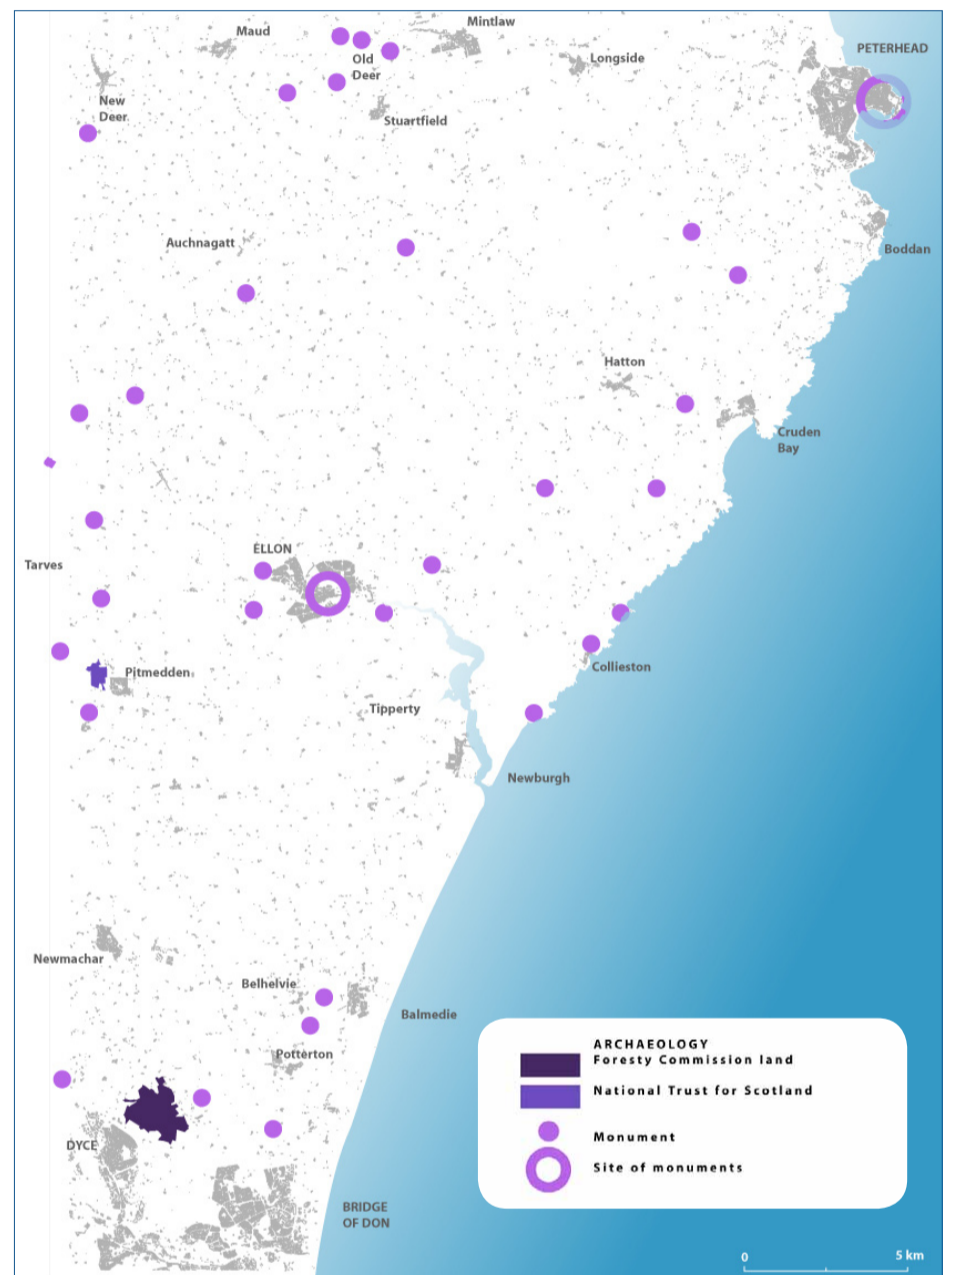 Mintlaw
Maud
PETERHEAD
Old
Deer
Longside
New
Deer
Stuartfield
Auchnagatt
Boddan
Hatton
Cruden
Bay
ELLON
Tarves
Collieston
Pitmedden
Tipperty
Newburgh
Newmachar
Belhelvie
Balmedie
Potterton
DYCE
BRIDGE
OF DON
ARCHAEOLOGY
Foresty Commission land
National Trust for Scotland
Monument
Site of monuments
0 5 km